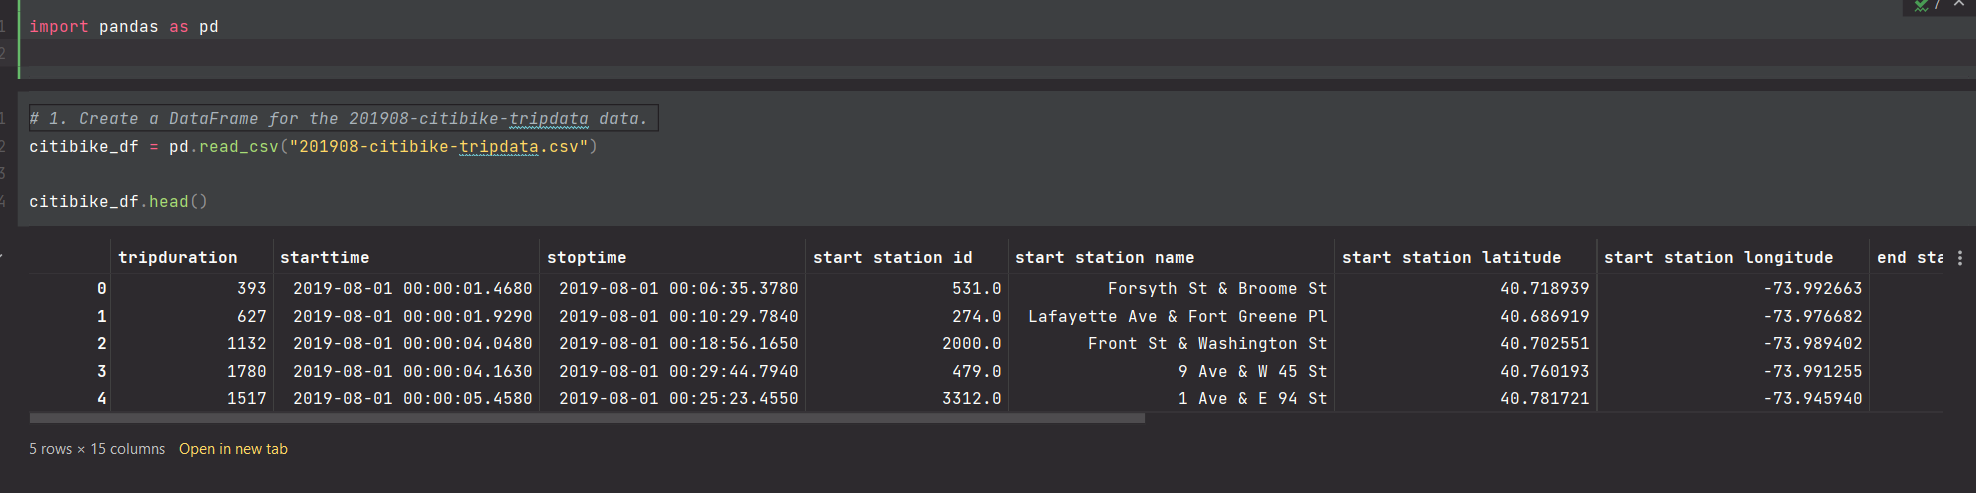 1 import pandas as pd 7
2
1 # 1. Create a DataFrame for the 201908-citibike-tripdata data.
2 citibike_df = pd.read_csv("201908-citibike-tripdata.csv")
3
4 citibike_df.head()
tripduration starttime stoptime start station id start station name start station latitude start station longitude end sta
0 393 2019-08-01 00:00:01.4680 2019-08-01 00:06:35.3780 531.0 Forsyth St & Broome St 40.718939 -73.992663
1 627 2019-08-01 00:00:01.9290 2019-08-01 00:10:29.7840 274.0 Lafayette Ave & Fort Greene Pl 40.686919 -73.976682
2 1132 2019-08-01 00:00:04.0480 2019-08-01 00:18:56.1650 2000.0 Front St & Washington St 40.702551 -73.989402
3 1780 2019-08-01 00:00:04.1630 2019-08-01 00:29:44.7940 479.0 9 Ave & W 45 St 40.760193 -73.991255
4 1517 2019-08-01 00:00:05.4580 2019-08-01 00:25:23.4550 3312.0 1 Ave & E 94 St 40.781721 -73.945940
5 rows × 15 columns Open in new tab